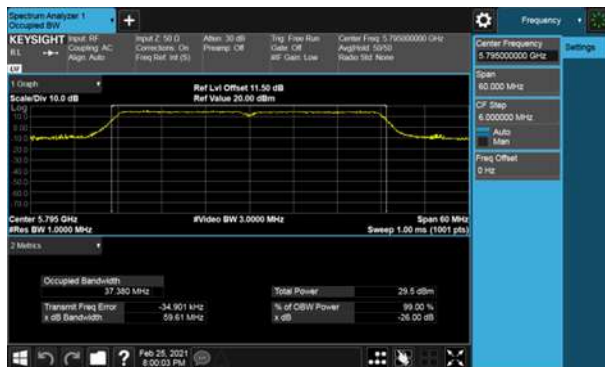 Spectrum Analyzer 1
Occupied BW
+
Frequency
KEYSIGHT
Input: RF
Coupling: AC
Align: Auto
Input Z: 50 Ω
Corrections: On
Freq Ref: Int (S)
Atten: 30 dB
Preamp: Off
Trig: Free Run
Gate: Off
#IF Gain: Low
Center Freq: 5.795000000 GHz
Avg|Hold: 50/50
Radio Std: None
Center Frequency
5.795000000 GHz
Settings
Span
60.000 MHz
CF Step
6.000000 MHz
Auto
Man
Freq Offset
0 Hz
1 Graph
Scale/Div 10.0 dB
Ref Lvl Offset 11.50 dB
Ref Value 20.00 dBm
Log
10.0
0.00
Center 5.795 GHz
#Res BW 1.0000 MHz
#Video BW 3.0000 MHz
Span 60 MHz
Sweep 1.00 ms (1001 pts)
2 Metrics
Occupied Bandwidth
37.380 MHz
Total Power 29.5 dBm
Transmit Freq Error -34.901 kHz
% of OBW Power 99.00 %
x dB Bandwidth 59.61 MHz
x dB -26.00 dB
?
Feb 25, 2021
8:00:03 PM